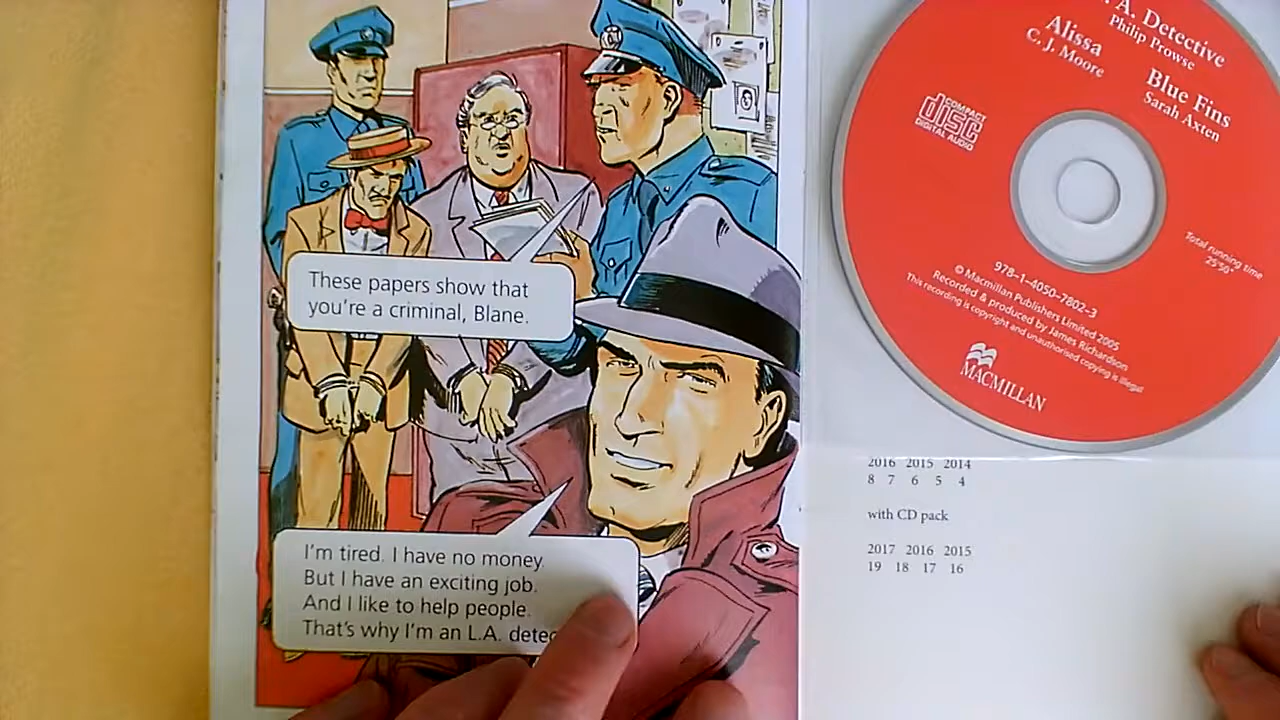 These papers show that
you're a criminal, Blane.
I'm tired. I have no money.
But I have an exciting job.
And I like to help people.
That's why I'm an L.A.
A. Detective
Philip Prowse
Alissa
C. J. Moore
Blue Fins
Sarah Axten
COMPACT
disc
DIGITAL AUDIO
Total running time
25'50"
978-1-4050-7802-3
© Macmillan Publishers Limited 2005
Recorded & produced by James Richardson
This recording is copyright and unauthorised copying is illegal
MACMILLAN
2016 2015 2014
8 7 6 5 4
with CD pack
2017 2016 2015
19 18 17 16